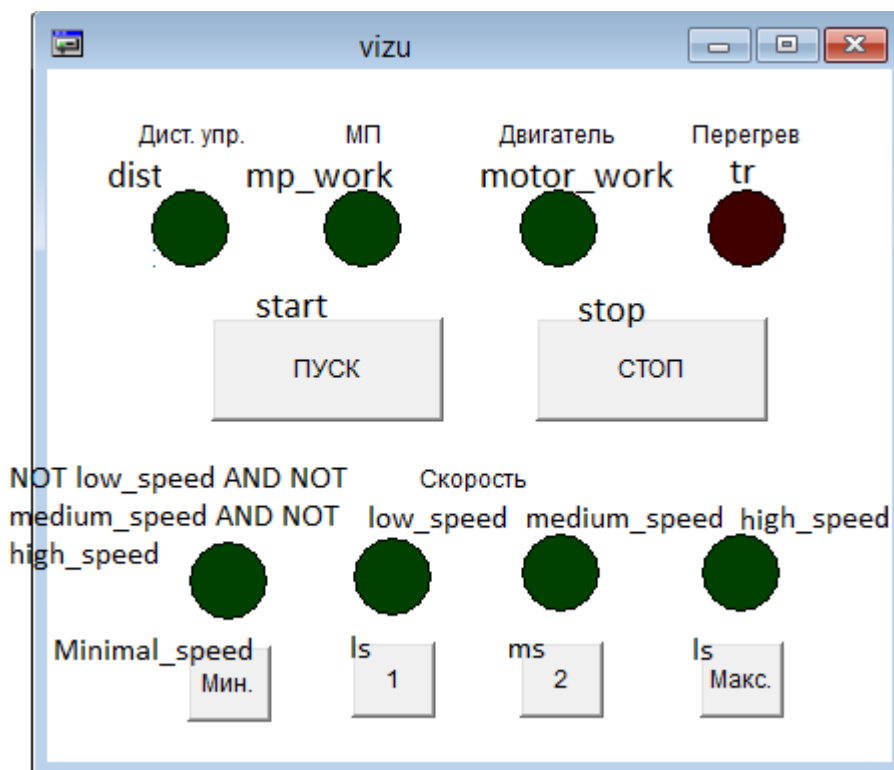 vizu
Дист. упр. МП Двигатель Перегрев
dist mp_work motor_work tr
start stop
ПУСК СТОП
NOT low_speed AND NOT
medium_speed AND NOT
high_speed
Скорость
low_speed medium_speed high_speed
Minimal_speed ls ms ls
Мин. 1 2 Макс.